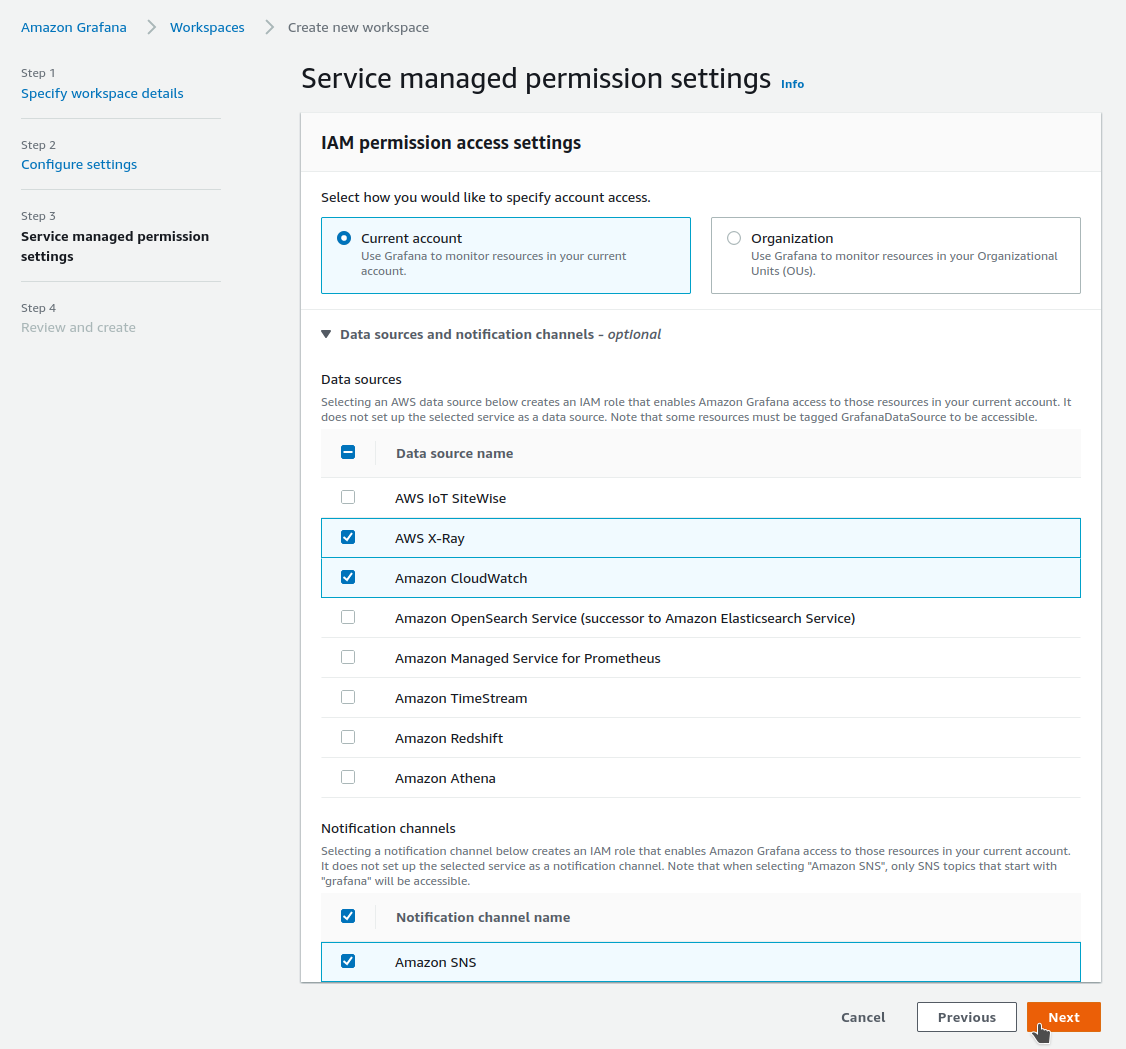 Amazon Grafana
Workspaces
Create new workspace
Step 1
Specify workspace details
Step 2
Configure settings
Step 3
Service managed permission
settings
Step 4
Review and create
Service managed permission settings Info
IAM permission access settings
Select how you would like to specify account access.
Current account
Use Grafana to monitor resources in your current
account.
Organization
Use Grafana to monitor resources in your Organizational
Units (OUs).
Data sources and notification channels - optional
Data sources
Selecting an AWS data source below creates an IAM role that enables Amazon Grafana access to those resources in your current account. It
does not set up the selected service as a data source. Note that some resources must be tagged GrafanaDataSource to be accessible.
Data source name
AWS IoT SiteWise
AWS X-Ray
Amazon CloudWatch
Amazon OpenSearch Service (successor to Amazon Elasticsearch Service)
Amazon Managed Service for Prometheus
Amazon TimeStream
Amazon Redshift
Amazon Athena
Notification channels
Selecting a notification channel below creates an IAM role that enables Amazon Grafana access to those resources in your current account.
It does not set up the selected service as a notification channel. Note that when selecting "Amazon SNS", only SNS topics that start with
"grafana" will be accessible.
Notification channel name
Amazon SNS
Cancel
Previous
Next